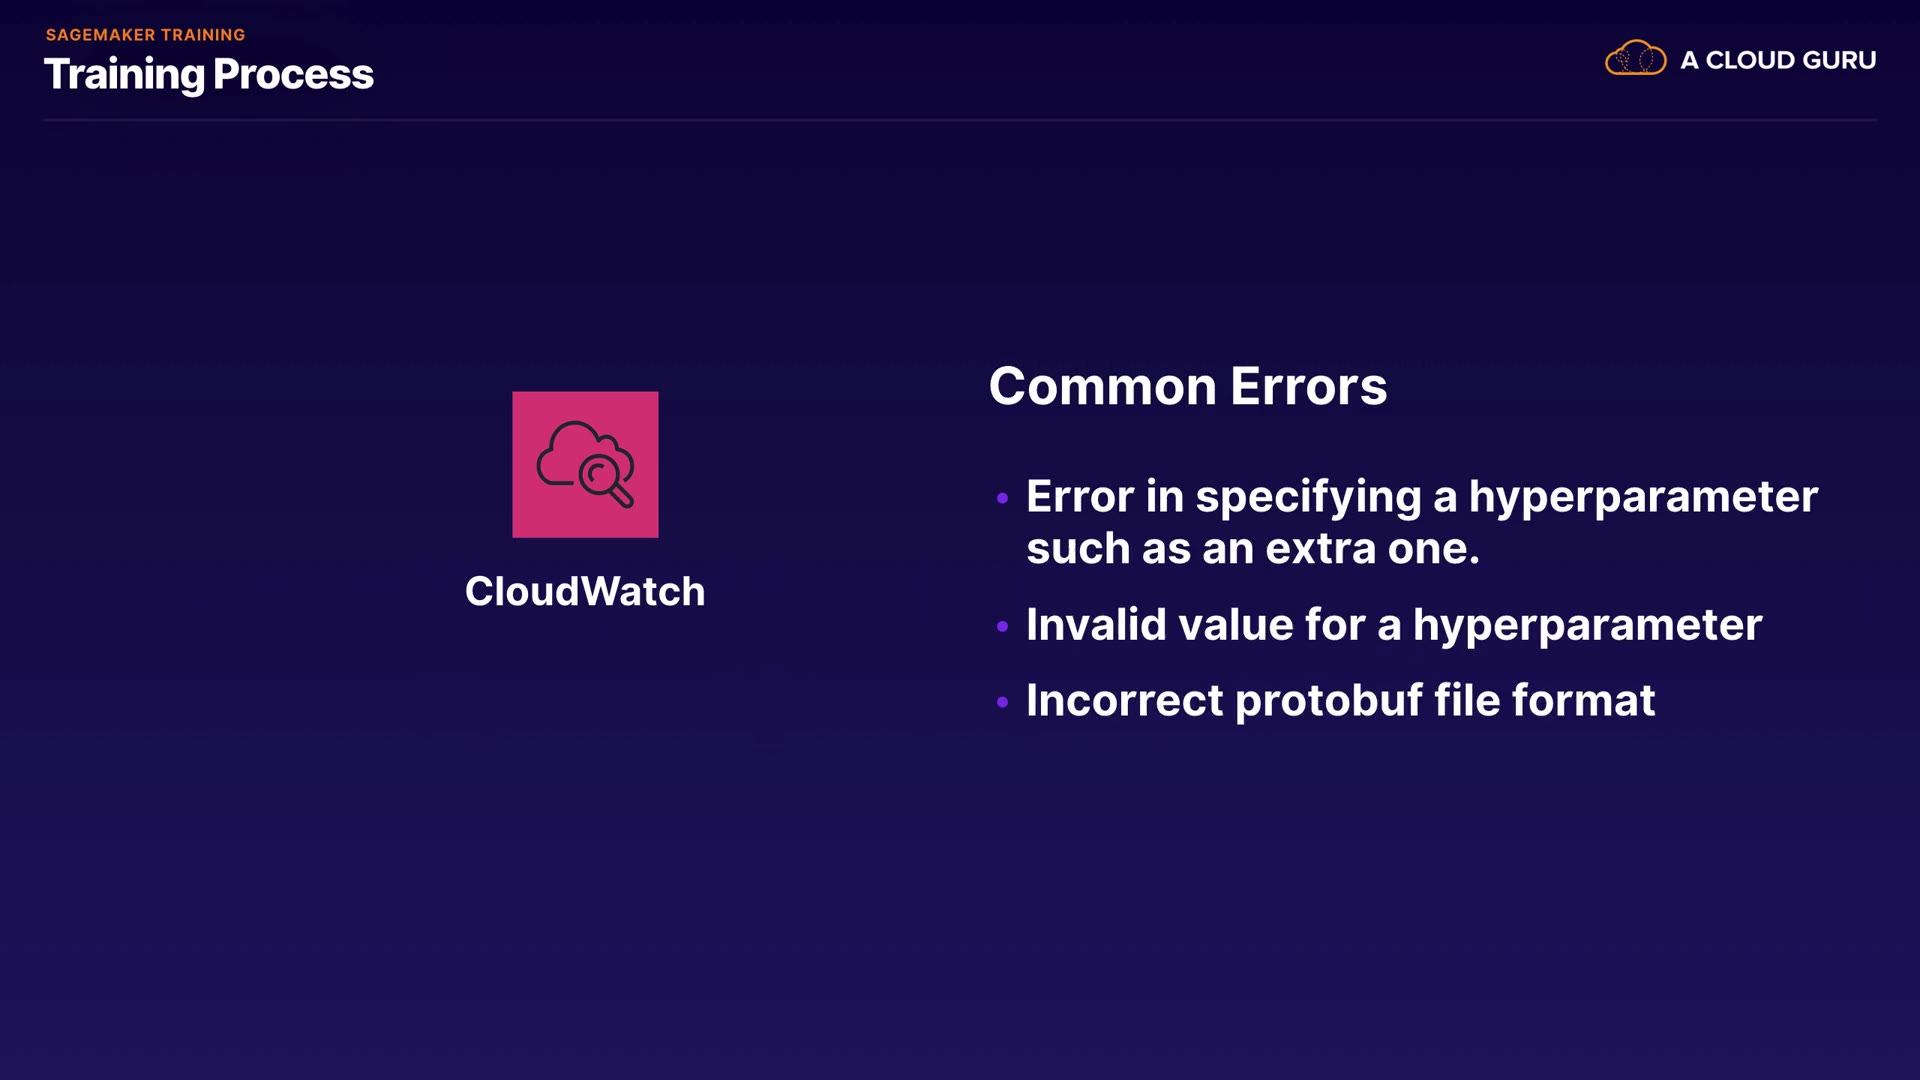 SAGEMAKER TRAINING
Training Process
A CLOUD GURU
CloudWatch
Common Errors
• Error in specifying a hyperparameter
such as an extra one.
• Invalid value for a hyperparameter
• Incorrect protobuf file format